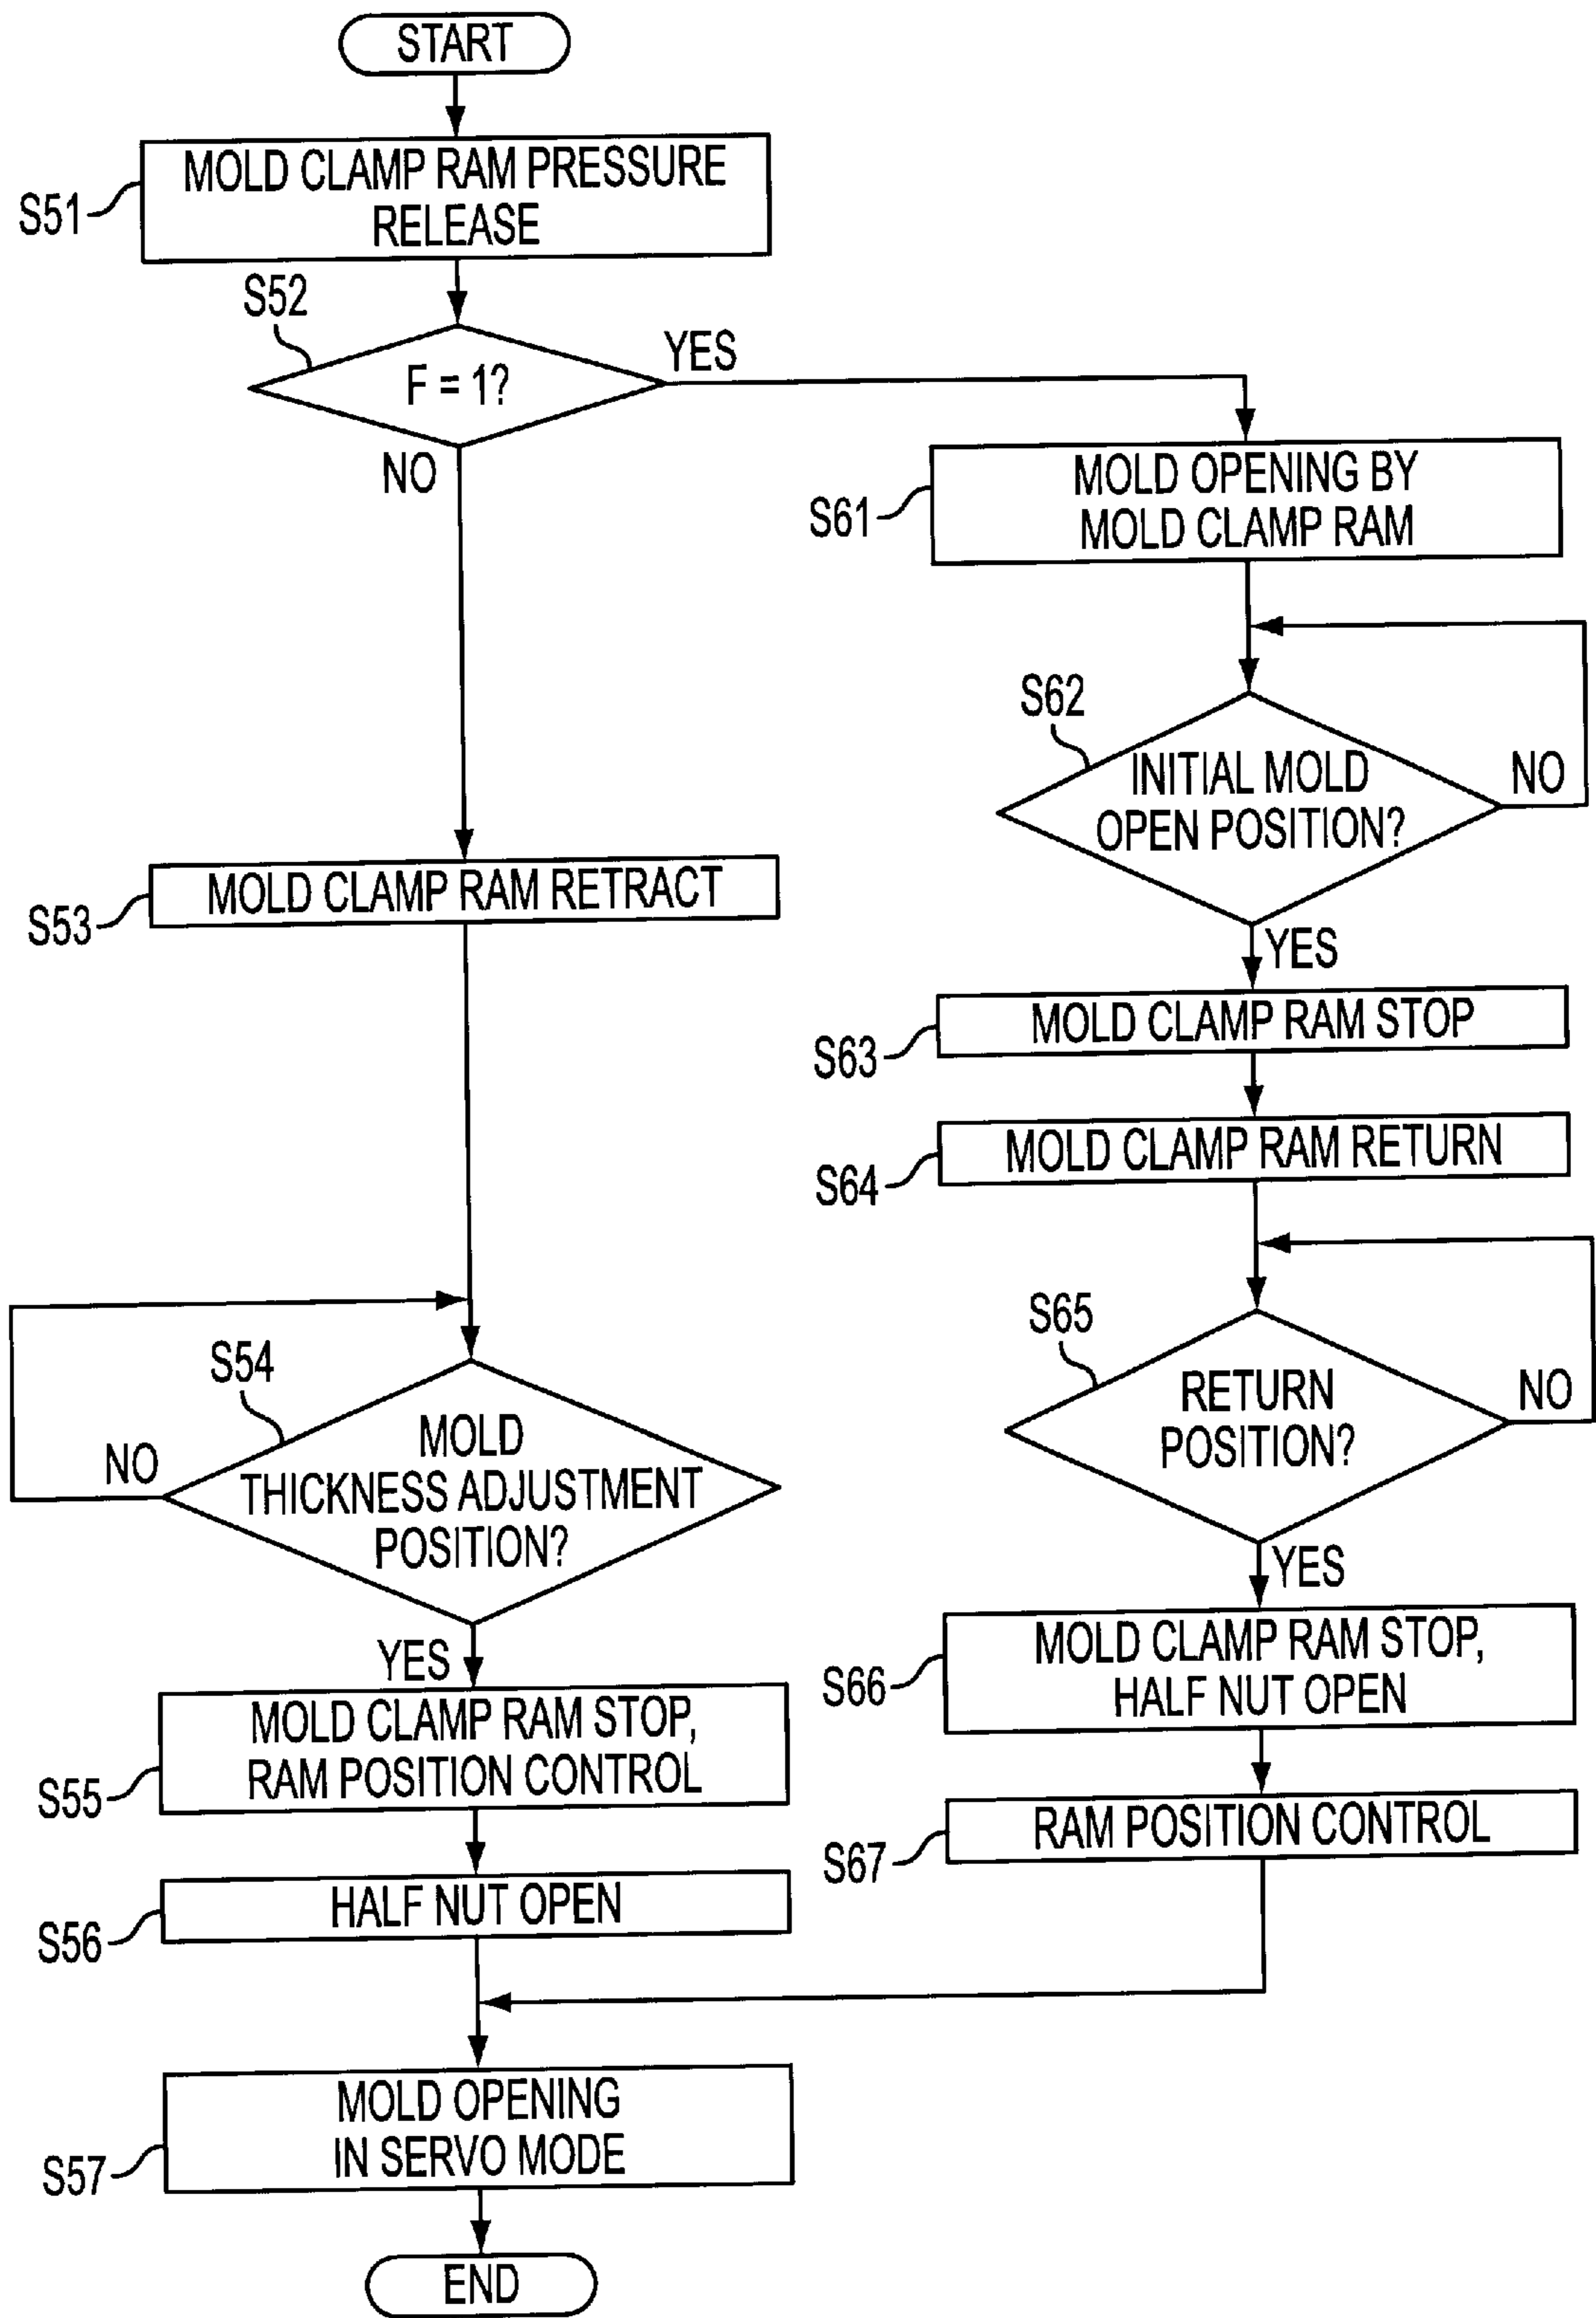 START
S51
MOLD CLAMP RAM PRESSURE
RELEASE
S52
F = 1?
YES
NO
S53
MOLD CLAMP RAM RETRACT
S54
MOLD
THICKNESS ADJUSTMENT
POSITION?
NO
YES
S55
MOLD CLAMP RAM STOP,
RAM POSITION CONTROL
S56
HALF NUT OPEN
S61
MOLD OPENING BY
MOLD CLAMP RAM
S62
INITIAL MOLD
OPEN POSITION?
NO
YES
S63
MOLD CLAMP RAM STOP
S64
MOLD CLAMP RAM RETURN
S65
RETURN
POSITION?
NO
YES
S66
MOLD CLAMP RAM STOP,
HALF NUT OPEN
S67
RAM POSITION CONTROL
S57
MOLD OPENING
IN SERVO MODE
END